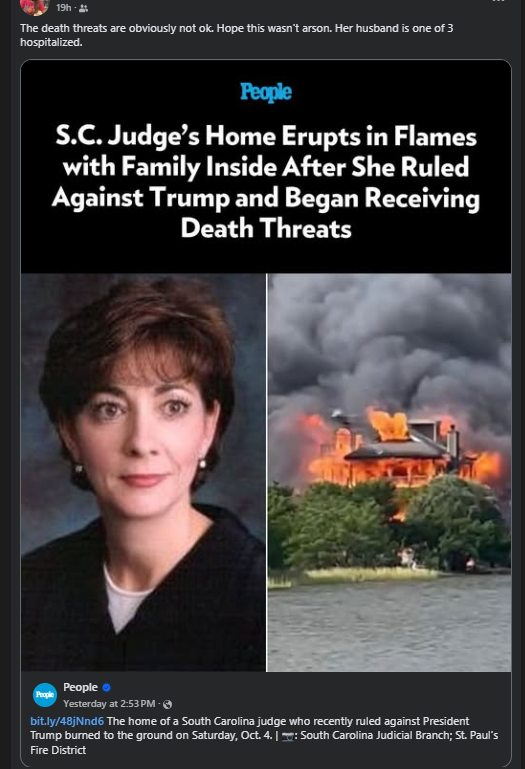 19h ·
The death threats are obviously not ok. Hope this wasn't arson. Her husband is one of 3
hospitalized.
People
S.C. Judge's Home Erupts in Flames
with Family Inside After She Ruled
Against Trump and Began Receiving
Death Threats
People
People
Yesterday at 2:53 PM ·
bit.ly/48jNnd6 The home of a South Carolina judge who recently ruled against President
Trump burned to the ground on Saturday, Oct. 4. | 📷: South Carolina Judicial Branch; St. Paul's
Fire District